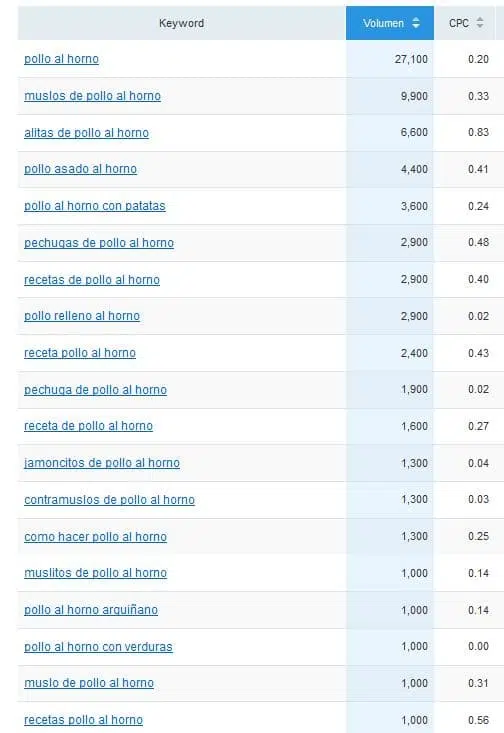 Keyword Volumen CPC
pollo al horno 27,100 0.20
muslos de pollo al horno 9,900 0.33
alitas de pollo al horno 6,600 0.83
pollo asado al horno 4,400 0.41
pollo al horno con patatas 3,600 0.24
pechugas de pollo al horno 2,900 0.48
recetas de pollo al horno 2,900 0.40
pollo relleno al horno 2,900 0.02
receta pollo al horno 2,400 0.43
pechuga de pollo al horno 1,900 0.02
receta de pollo al horno 1,600 0.27
jamoncitos de pollo al horno 1,300 0.04
contramuslos de pollo al horno 1,300 0.03
como hacer pollo al horno 1,300 0.25
muslitos de pollo al horno 1,000 0.14
pollo al horno arguiñano 1,000 0.14
pollo al horno con verduras 1,000 0.00
muslo de pollo al horno 1,000 0.31
recetas pollo al horno 1,000 0.56